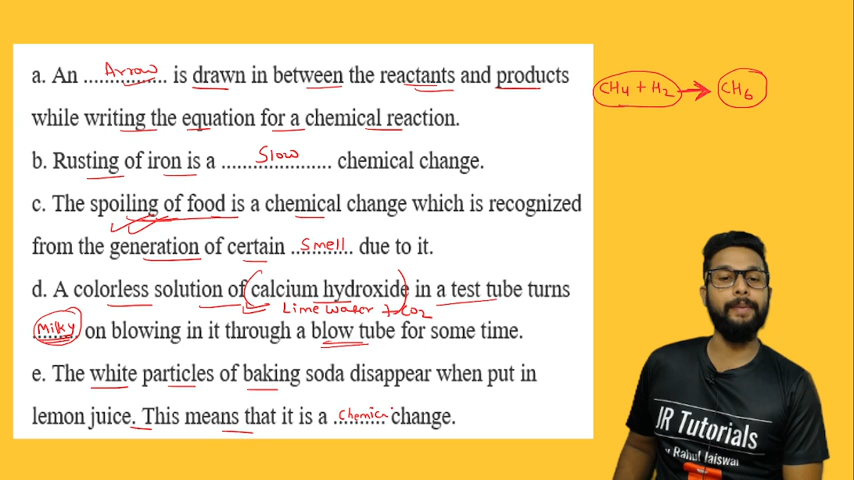 a. An ....Arrow.... is drawn in between the reactants and products
while writing the equation for a chemical reaction.
b. Rusting of iron is a .......Slow....... chemical change.
c. The spoiling of food is a chemical change which is recognized
from the generation of certain ...Smell... due to it.
d. A colorless solution of (calcium hydroxide) in a test tube turns
Lime water + CO2
...Milky... on blowing in it through a blow tube for some time.
e. The white particles of baking soda disappear when put in
lemon juice. This means that it is a ...Chemic... change.
CH4 + H2 → CH6
JR Tutorials
Rahul Jaiswal